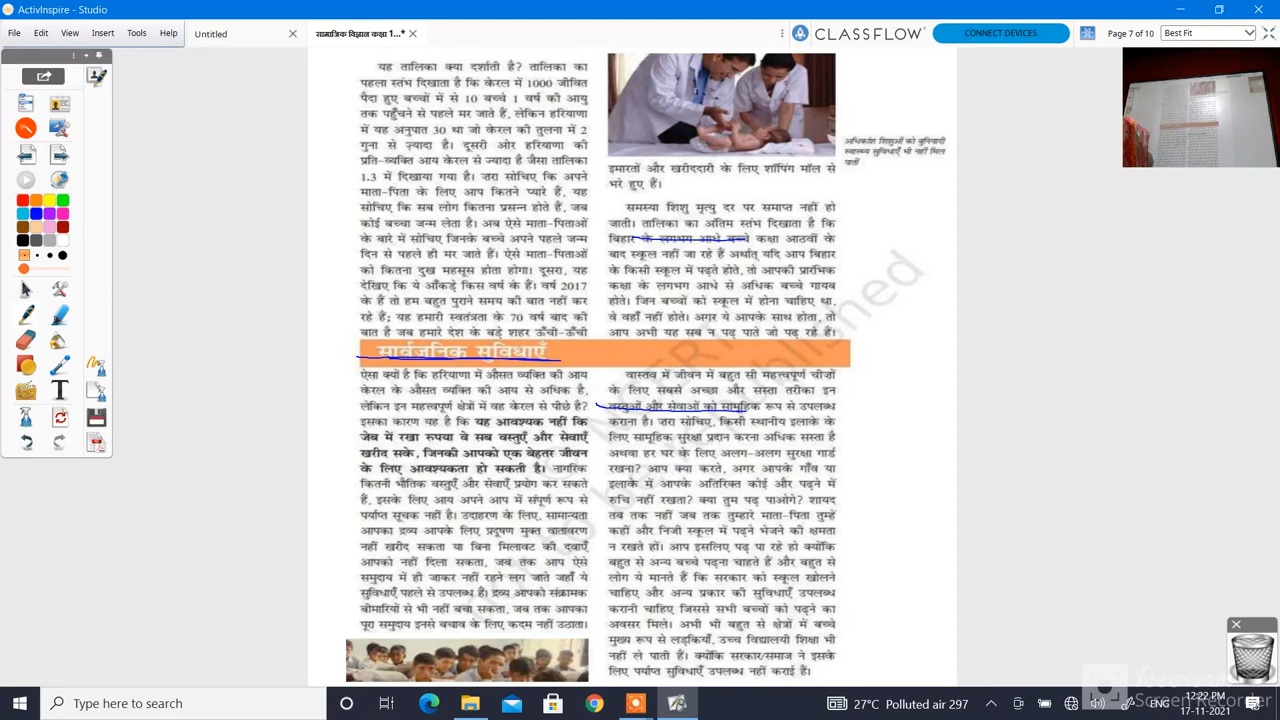 ActivInspire - Studio
File Edit View Insert Tools Help
Untitled
सामाजिक विज्ञान कक्षा 1...*
CLASSFLOW
CONNECT DEVICES
Page 7 of 10
Best Fit
यह तालिका क्या दर्शाती है? तालिका का
पहला स्तंभ दिखाता है कि केरल में 1000 जीवित
पैदा हुए बच्चों में से 10 बच्चे 1 वर्ष की आयु
तक पहुँचने से पहले मर जाते हैं, लेकिन हरियाणा
में यह अनुपात 30 था जो केरल की तुलना में 2
गुना से ज़्यादा है। दूसरी ओर हरियाणा की
प्रति-व्यक्ति आय केरल से ज्यादा है जैसा तालिका
1.3 में दिखाया गया है। जरा सोचिए कि अपने
माता-पिता के लिए आप कितने प्यारे हैं, यह
सोचिए कि सब लोग कितना प्रसन्न होते हैं, जब
कोई बच्चा जन्म लेता है। अब ऐसे माता-पिताओं
के बारे में सोचिए जिनके बच्चे अपने पहले जन्म
दिन से पहले ही मर जाते हैं। ऐसे माता-पिताओं
को कितना दुख महसूस होता होगा। दूसरा, यह
देखिए कि ये आँकड़े किस वर्ष के हैं। वर्ष 2017
के हैं तो हम बहुत पुराने समय की बात नहीं कर
रहे हैं; यह हमारी स्वतंत्रता के 70 वर्ष बाद की
बात है जब हमारे देश के बड़े शहर ऊँची-ऊँची
अधिकांश शिशुओं को बुनियादी
स्वास्थ्य सुविधाएँ भी नहीं मिल
पातीं
इमारतों और खरीददारी के लिए शॉपिंग मॉल से
भरे हुए हैं।
समस्या शिशु मृत्यु दर पर समाप्त नहीं हो
जाती। तालिका का अंतिम स्तंभ दिखाता है कि
बिहार के लगभग आधे बच्चे कक्षा आठवीं के
बाद स्कूल नहीं जा रहे हैं अर्थात् यदि आप बिहार
के किसी स्कूल में पढ़ते होते, तो आपकी प्रारंभिक
कक्षा के लगभग आधे से अधिक बच्चे गायब
होते। जिन बच्चों को स्कूल में होना चाहिए था,
वे वहाँ नहीं होते। अगर ये आपके साथ होता, तो
आप अभी यह सब न पढ़ पाते जो पढ़ रहे हैं।
सार्वजनिक सुविधाएँ
ऐसा क्यों है कि हरियाणा में औसत व्यक्ति की आय
केरल के औसत व्यक्ति की आय से अधिक है,
लेकिन इन महत्वपूर्ण क्षेत्रों में वह केरल से पीछे है?
इसका कारण यह है कि यह आवश्यक नहीं कि
जेब में रखा रुपया वे सब वस्तुएँ और सेवाएँ
खरीद सके, जिनकी आपको एक बेहतर जीवन
के लिए आवश्यकता हो सकती है। नागरिक
कितनी भौतिक वस्तुएँ और सेवाएँ प्रयोग कर सकते
हैं, इसके लिए आय अपने आप में संपूर्ण रूप से
पर्याप्त सूचक नहीं है। उदाहरण के लिए, सामान्यता
आपका द्रव्य आपके लिए प्रदूषण मुक्त वातावरण
नहीं खरीद सकता या बिना मिलावट की दवाएँ
आपको नहीं दिला सकता, जब तक आप ऐसे
समुदाय में ही जाकर नहीं रहने लग जाते जहाँ ये
सुविधाएँ पहले से उपलब्ध हैं। द्रव्य आपको संक्रामक
बीमारियों से भी नहीं बचा सकता, जब तक आपका
पूरा समुदाय इनसे बचाव के लिए कदम नहीं उठाता।
वास्तव में जीवन में बहुत सी महत्वपूर्ण चीजों
के लिए सबसे अच्छा और सस्ता तरीका इन
वस्तुओं और सेवाओं को सामूहिक रूप से उपलब्ध
कराना है। ज़रा सोचिए, किसी स्थानीय इलाके के
लिए सामूहिक सुरक्षा प्रदान करना अधिक सस्ता है
अथवा हर घर के लिए अलग-अलग सुरक्षा गार्ड
रखना? आप क्या करते, अगर आपके गाँव या
इलाके में आपके अतिरिक्त कोई और पढ़ने में
रुचि नहीं रखता? क्या तुम पढ़ पाओगे? शायद
तब तक नहीं जब तक तुम्हारे माता-पिता तुम्हें
कहीं और निजी स्कूल में पढ़ने भेजने की क्षमता
न रखते हों। आप इसलिए पढ़ पा रहे हो क्योंकि
बहुत से अन्य बच्चे पढ़ना चाहते हैं और बहुत से
लोग ये मानते हैं कि सरकार को स्कूल खोलने
चाहिए और अन्य प्रकार की सुविधाएँ उपलब्ध
करानी चाहिए जिससे सभी बच्चों को पढ़ने का
अवसर मिले। अभी भी बहुत से क्षेत्रों में बच्चे
मुख्य रूप से लड़कियाँ, उच्च विद्यालयी शिक्षा भी
नहीं ले पाती हैं। क्योंकि सरकार/समाज ने इसके
लिए पर्याप्त सुविधाएँ उपलब्ध नहीं कराई हैं।
Type here to search
27°C Polluted air 297
12:22 PM
17-11-2021